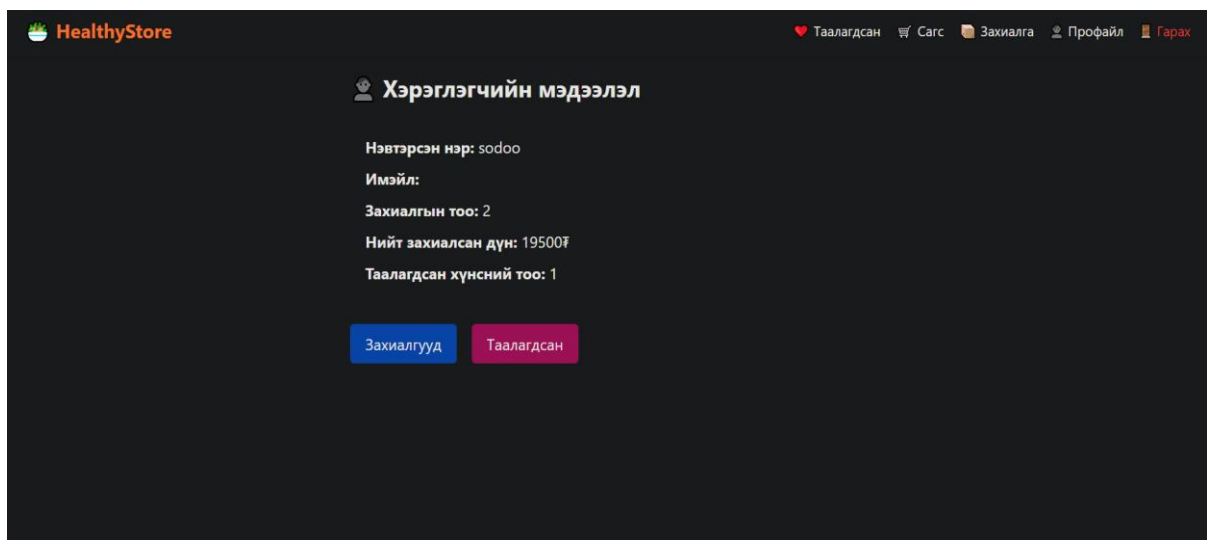 HealthyStore
Таалагдсан Сагс Захиалга Профайл Гарах
Хэрэглэгчийн мэдээлэл
Нэвтэрсэн нэр: sodoo
Имэйл:
Захиалгын тоо: 2
Нийт захиалсан дүн: 19500₮
Таалагдсан хүнсний тоо: 1
Захиалгууд Таалагдсан